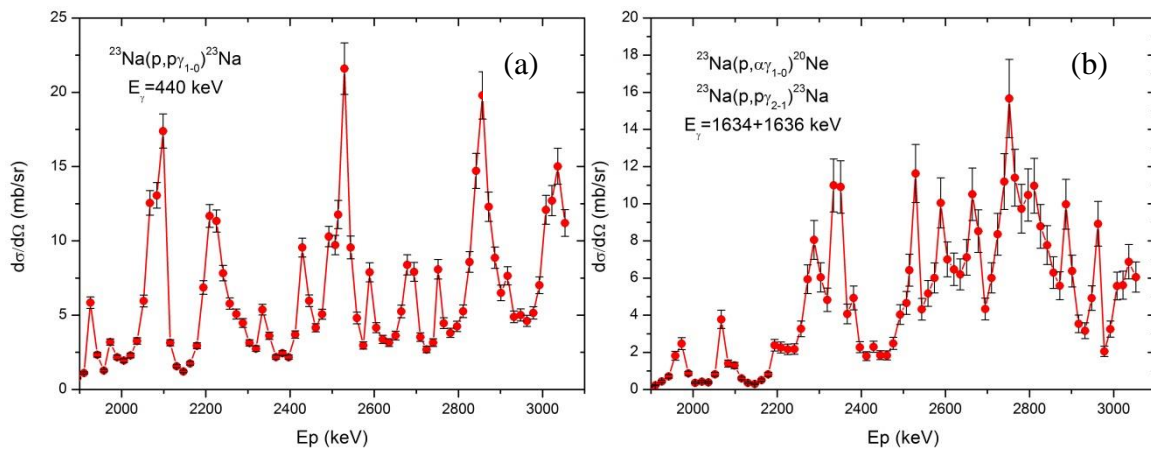 (a)
²³Na(p,pγ₁₋₀)²³Na
Eᵧ=440 keV
dσ/dΩ (mb/sr)
25
20
15
10
5
0
2000 2200 2400 2600 2800 3000
Ep (keV)
(b)
²³Na(p,αγ₁₋₀)²⁰Ne
²³Na(p,pγ₂₋₁)²³Na
Eᵧ=1634+1636 keV
dσ/dΩ (mb/sr)
20
18
16
14
12
10
8
6
4
2
0
2000 2200 2400 2600 2800 3000
Ep (keV)